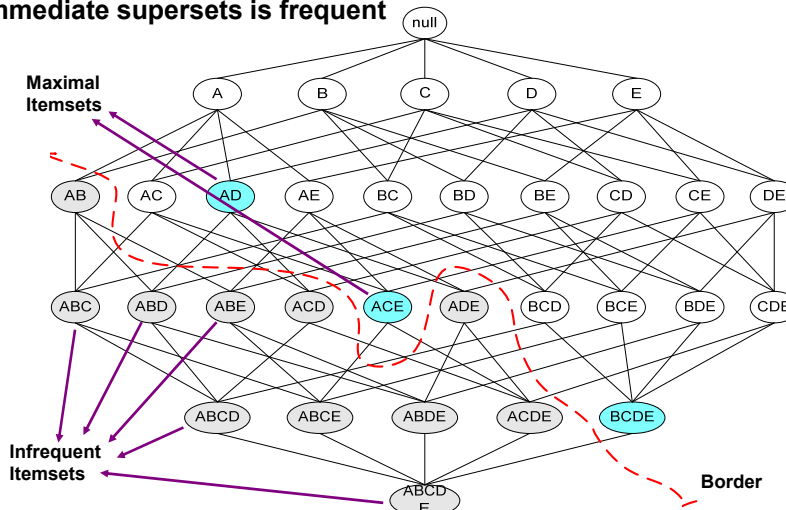 mmediate supersets is frequent
null
Maximal
Itemsets
A B C D E
AB AC AD AE BC BD BE CD CE DE
ABC ABD ABE ACD ACE ADE BCD BCE BDE CDE
ABCD ABCE ABDE ACDE BCDE
Infrequent
Itemsets
Border
ABCD
E